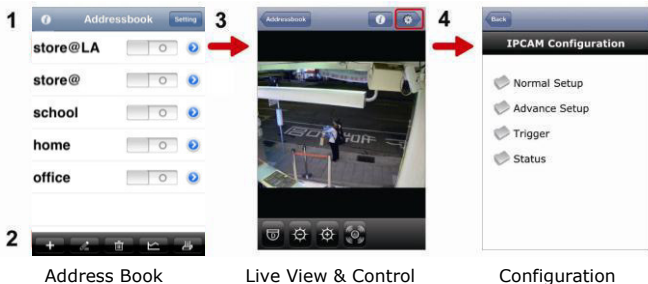 1
Addressbook
Setting
store@LA
store@
school
home
office
2
Address Book
3
Addressbook
Live View & Control
4
Back
IPCAM Configuration
Normal Setup
Advance Setup
Trigger
Status
Configuration